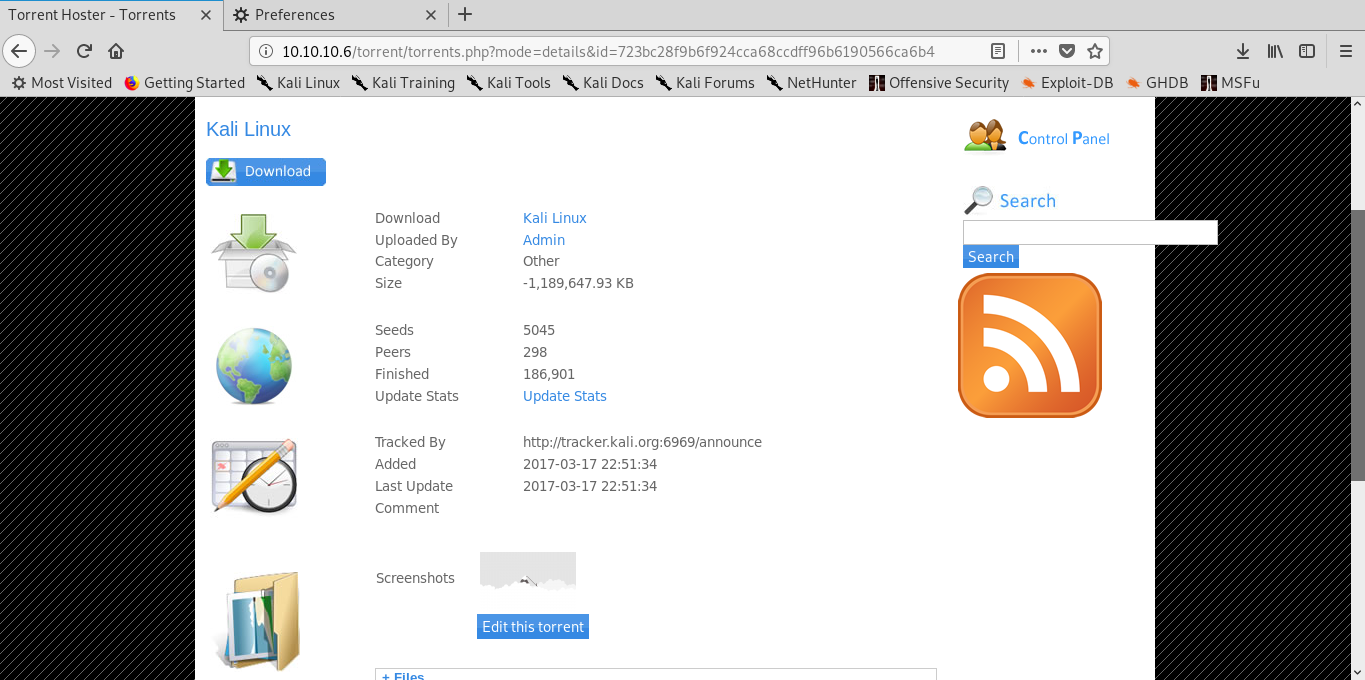 Torrent Hoster - Torrents
Preferences
10.10.10.6/torrent/torrents.php?mode=details&id=723bc28f9b6f924cca68ccdff96b6190566ca6b4
Most Visited Getting Started Kali Linux Kali Training Kali Tools Kali Docs Kali Forums NetHunter Offensive Security Exploit-DB GHDB MSFu
Kali Linux
Download
Control Panel
Search
Search
Download Kali Linux
Uploaded By Admin
Category Other
Size -1,189,647.93 KB
Seeds 5045
Peers 298
Finished 186,901
Update Stats Update Stats
Tracked By http://tracker.kali.org:6969/announce
Added 2017-03-17 22:51:34
Last Update 2017-03-17 22:51:34
Comment
Screenshots
Edit this torrent
+ Files